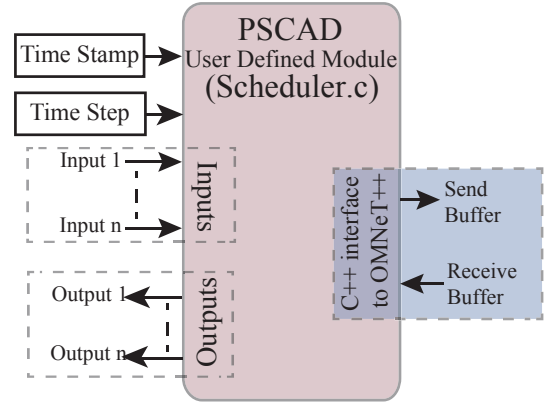 PSCAD
User Defined Module
(Scheduler.c)
Time Stamp
Time Step
Input 1
Input n
Inputs
Output 1
Output n
Outputs
C++ interface
to OMNeT++
Send
Buffer
Receive
Buffer